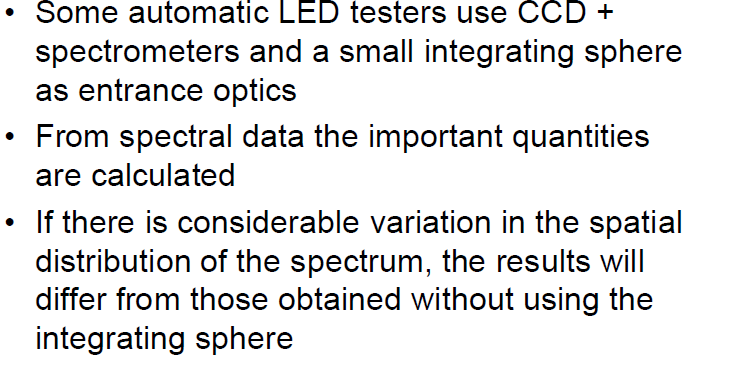 • Some automatic LED testers use CCD +
spectrometers and a small integrating sphere
as entrance optics
• From spectral data the important quantities
are calculated
• If there is considerable variation in the spatial
distribution of the spectrum, the results will
differ from those obtained without using the
integrating sphere